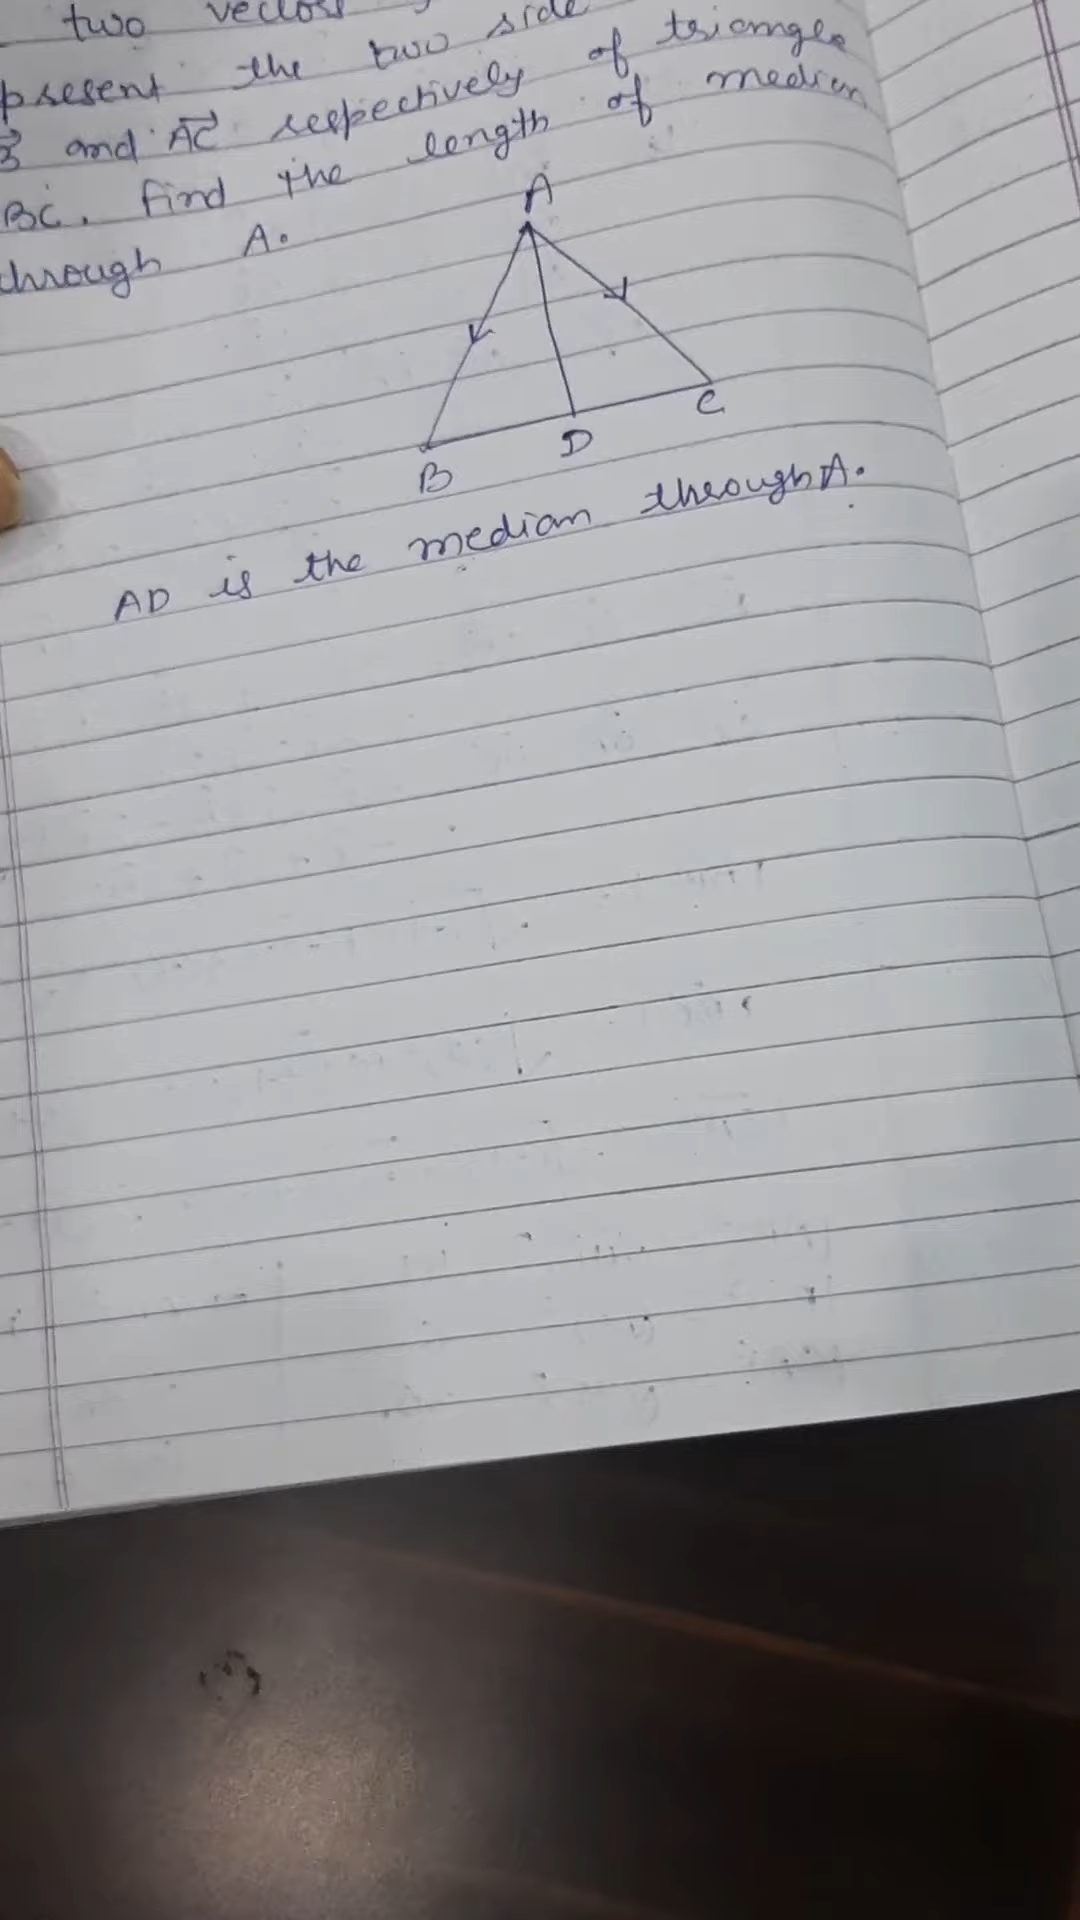 two vectors
present the two side
and AC respectively of triangle
BC. find the length of median
through A.
A
B D C
AD is the median through A.